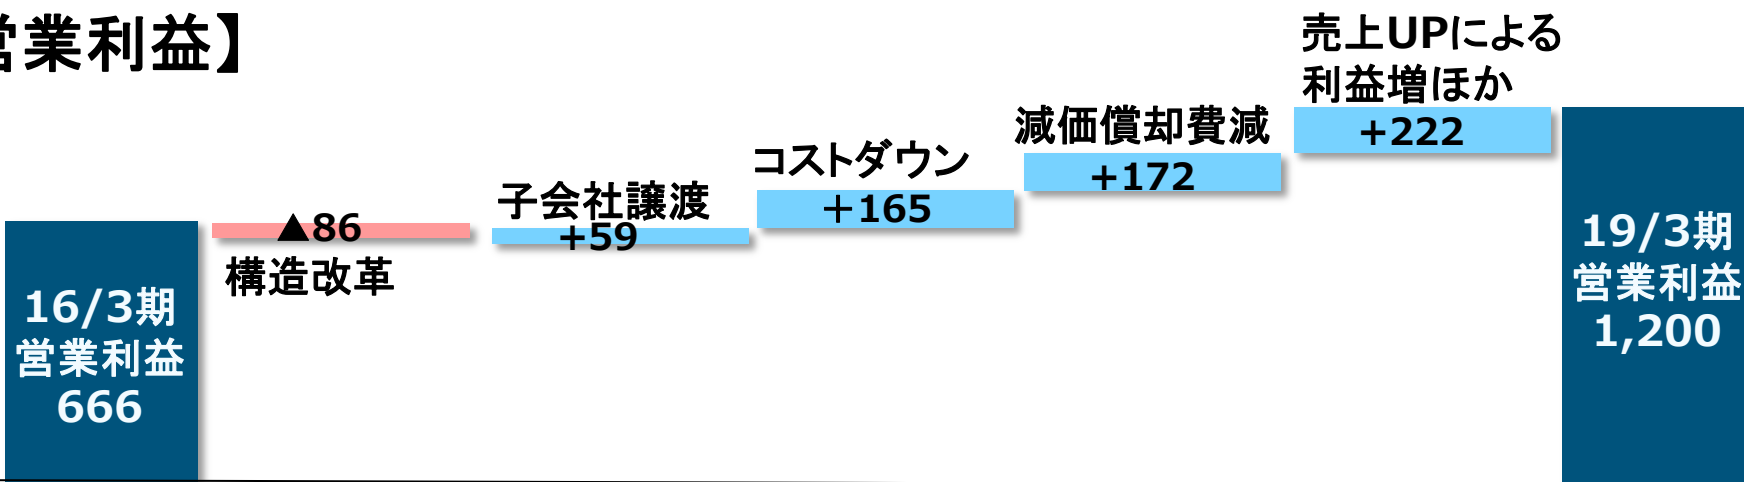 営業利益】
売上UPによる
利益増ほか
+222
減価償却費減
+172
コストダウン
＋165
子会社譲渡
+59
▲86
構造改革
16/3期
営業利益
666
19/3期
営業利益
1,200